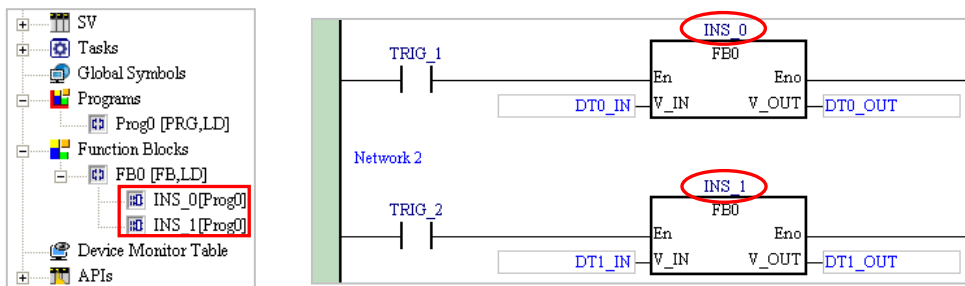 SV
Tasks
Global Symbols
Programs
Prog0 [PRG,LD]
Function Blocks
FB0 [FB,LD]
INS_0[Prog0]
INS_1[Prog0]
Device Monitor Table
APIs
INS_0
TRIG_1
FB0
En Eno
DT0_IN V_IN V_OUT DT0_OUT
Network 2
INS_1
TRIG_2
FB0
En Eno
DT1_IN V_IN V_OUT DT1_OUT